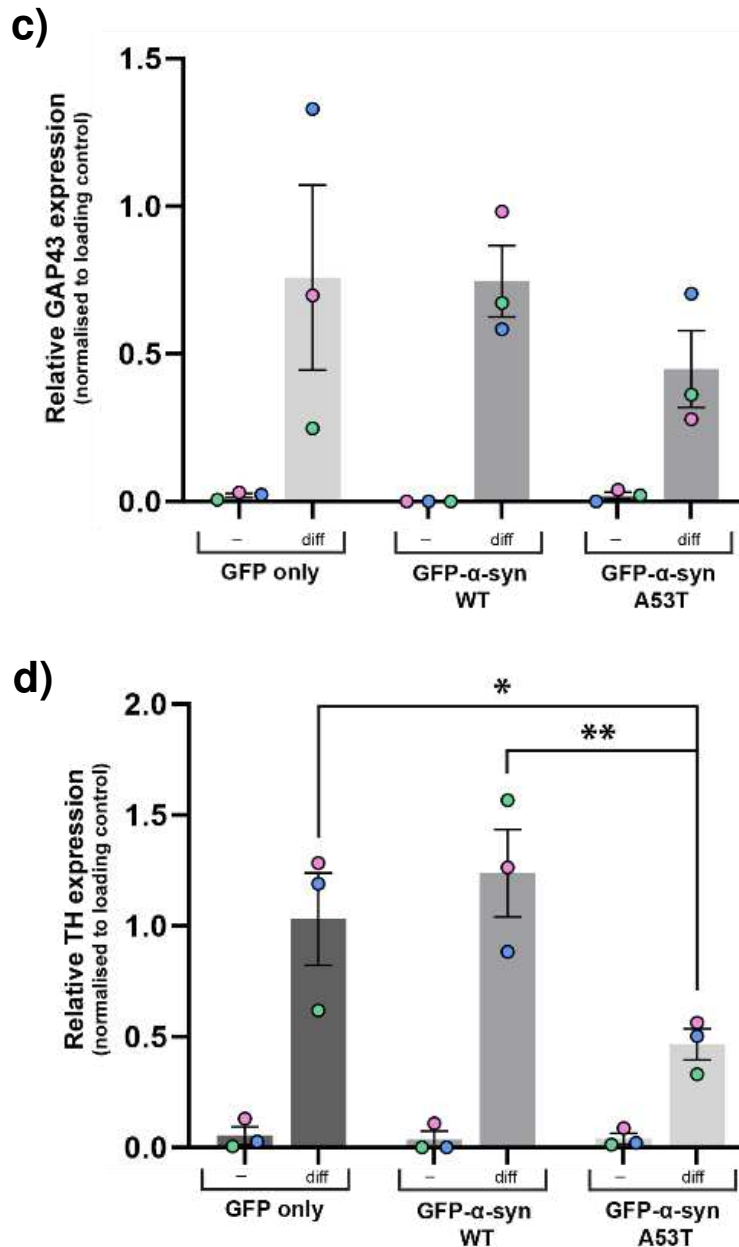 c)
Relative GAP43 expression
(normalised to loading control)
1.5
1.0
0.5
0.0
– diff – diff – diff
GFP only GFP-α-syn GFP-α-syn
WT A53T
d)
Relative TH expression
(normalised to loading control)
2.0
*
**
1.5
1.0
0.5
0.0
– diff – diff – diff
GFP only GFP-α-syn GFP-α-syn
WT A53T